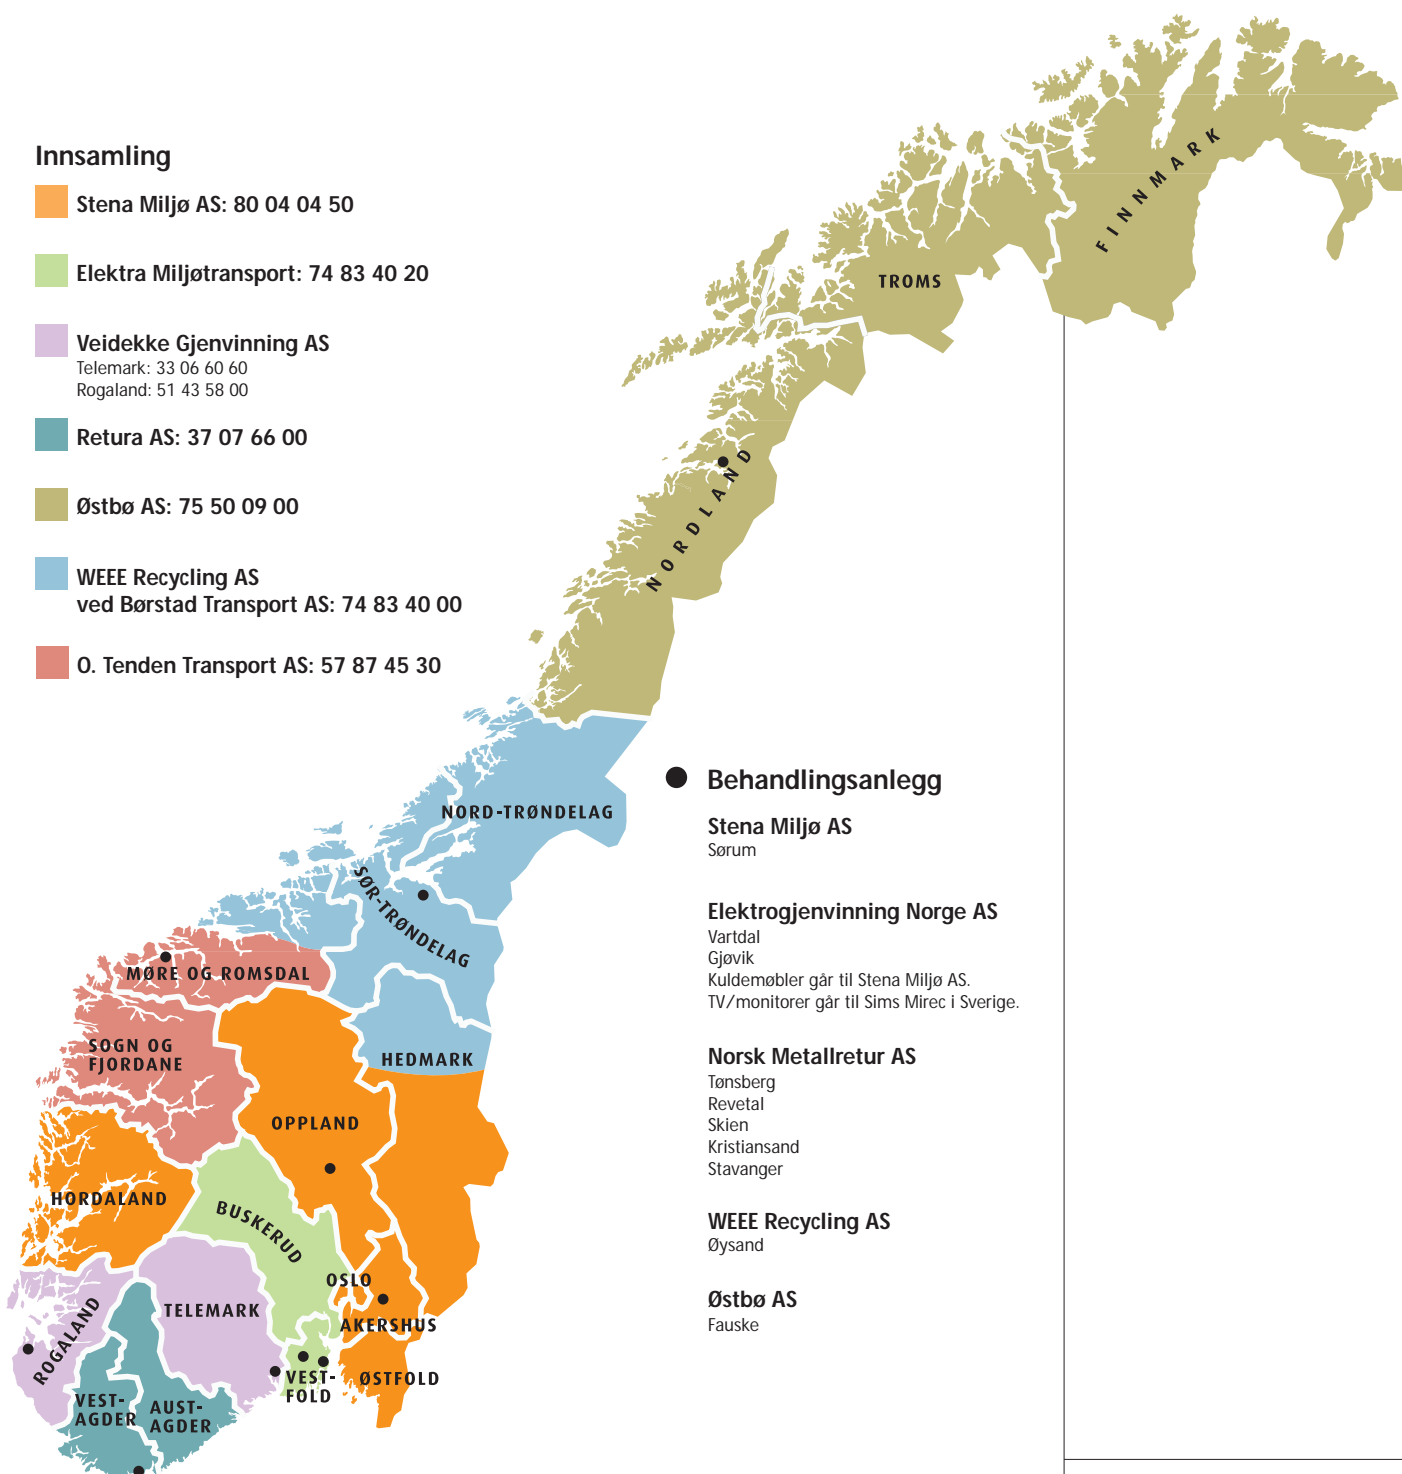 Innsamling
Stena Miljø AS: 80 04 04 50
Elektra Miljøtransport: 74 83 40 20
Veidekke Gjenvinning AS
Telemark: 33 06 60 60
Rogaland: 51 43 58 00
Retura AS: 37 07 66 00
Østbø AS: 75 50 09 00
WEEE Recycling AS
ved Børstad Transport AS: 74 83 40 00
O. Tenden Transport AS: 57 87 45 30
FINNMARK
TROMS
NORDLAND
NORD-TRØNDELAG
SØR-TRØNDELAG
MØRE OG ROMSDAL
SOGN OG
FJORDANE
HEDMARK
OPPLAND
HORDALAND
BUSKERUD
OSLO
AKERSHUS
TELEMARK
ROGALAND
VEST-
FOLD
ØSTFOLD
VEST-
AGDER
AUST-
AGDER
Behandlingsanlegg
Stena Miljø AS
Sørum
Elektrogjenvinning Norge AS
Vartdal
Gjøvik
Kuldemøbler går til Stena Miljø AS.
TV/monitorer går til Sims Mirec i Sverige.
Norsk Metallretur AS
Tønsberg
Revetal
Skien
Kristiansand
Stavanger
WEEE Recycling AS
Øysand
Østbø AS
Fauske